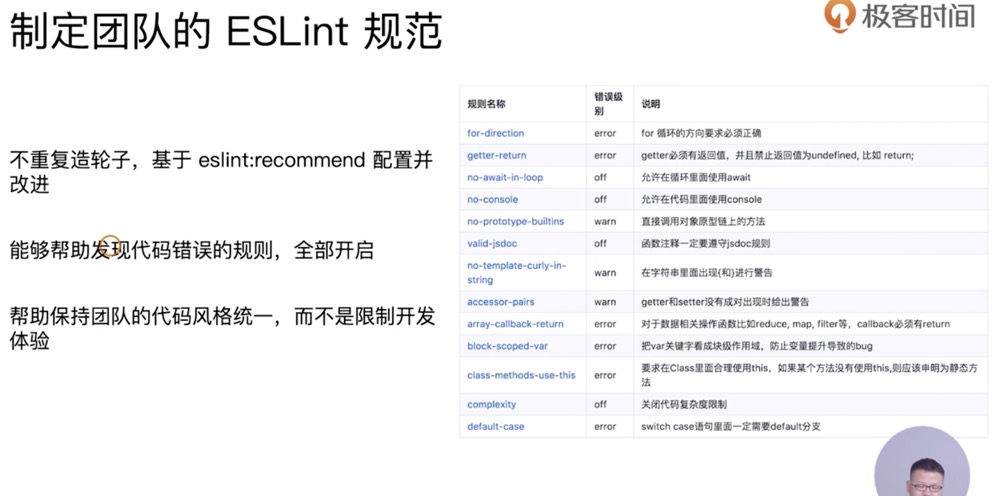 制定团队的 ESLint 规范
极客时间
不重复造轮子，基于 eslint:recommend 配置并
改进
能够帮助发现代码错误的规则，全部开启
帮助保持团队的代码风格统一，而不是限制开发
体验
规则名称 错误级别 说明
for-direction error for 循环的方向要求必须正确
getter-return error getter必须有返回值，并且禁止返回值为undefined, 比如 return;
no-await-in-loop off 允许在循环里面使用await
no-console off 允许在代码里面使用console
no-prototype-builtins warn 直接调用对象原型链上的方法
valid-jsdoc off 函数注释一定要遵守jsdoc规则
no-template-curly-in-string warn 在字符串里面出现{和}进行警告
accessor-pairs warn getter和setter没有成对出现时给出警告
array-callback-return error 对于数据相关操作函数比如reduce, map, filter等，callback必须有return
block-scoped-var error 把var关键字看成块级作用域，防止变量提升导致的bug
class-methods-use-this error 要求在Class里面合理使用this，如果某个方法没有使用this,则应该申明为静态方法
complexity off 关闭代码复杂度限制
default-case error switch case语句里面一定需要default分支